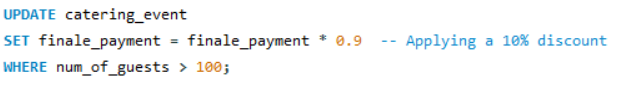 UPDATE catering_event
SET finale_payment = finale_payment * 0.9  -- Applying a 10% discount
WHERE num_of_guests > 100;